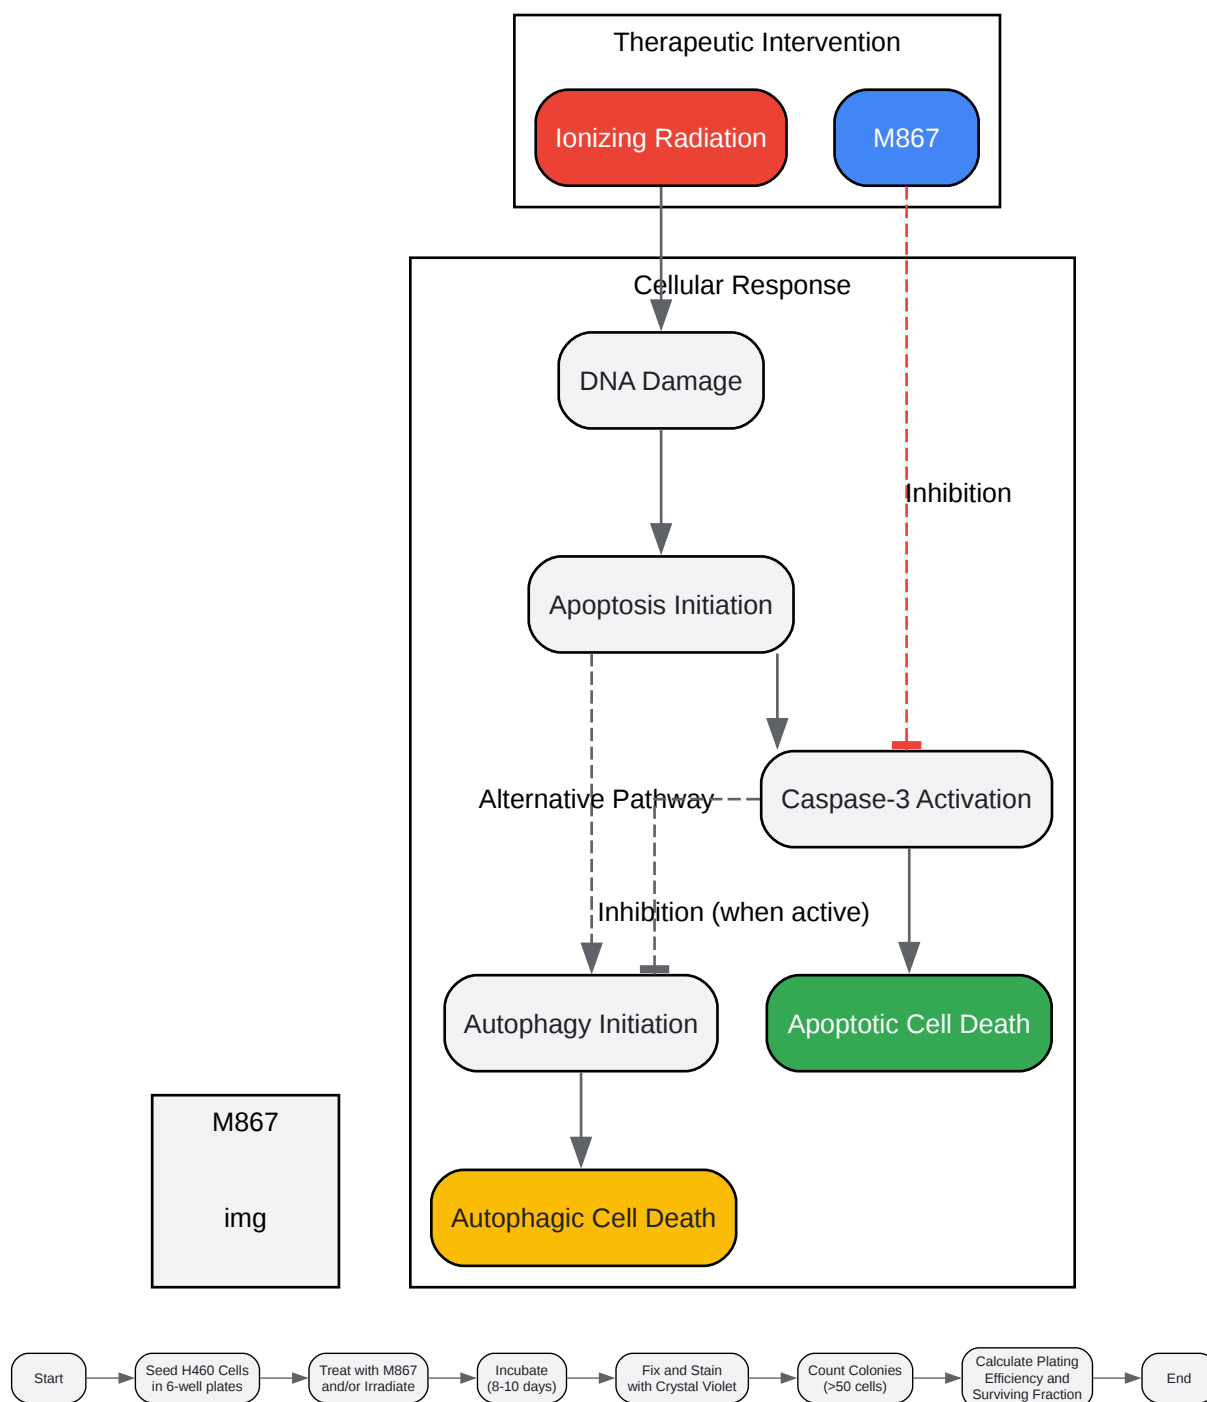 Therapeutic Intervention
Ionizing Radiation
M867
Cellular Response
DNA Damage
Inhibition
Apoptosis Initiation
Alternative Pathway
Caspase-3 Activation
Inhibition (when active)
Autophagy Initiation
Apoptotic Cell Death
M867
img
Autophagic Cell Death
Start
Seed H460 Cells
in 6-well plates
Treat with M867
and/or Irradiate
Incubate
(8-10 days)
Fix and Stain
with Crystal Violet
Count Colonies
(>50 cells)
Calculate Plating
Efficiency and
Surviving Fraction
End